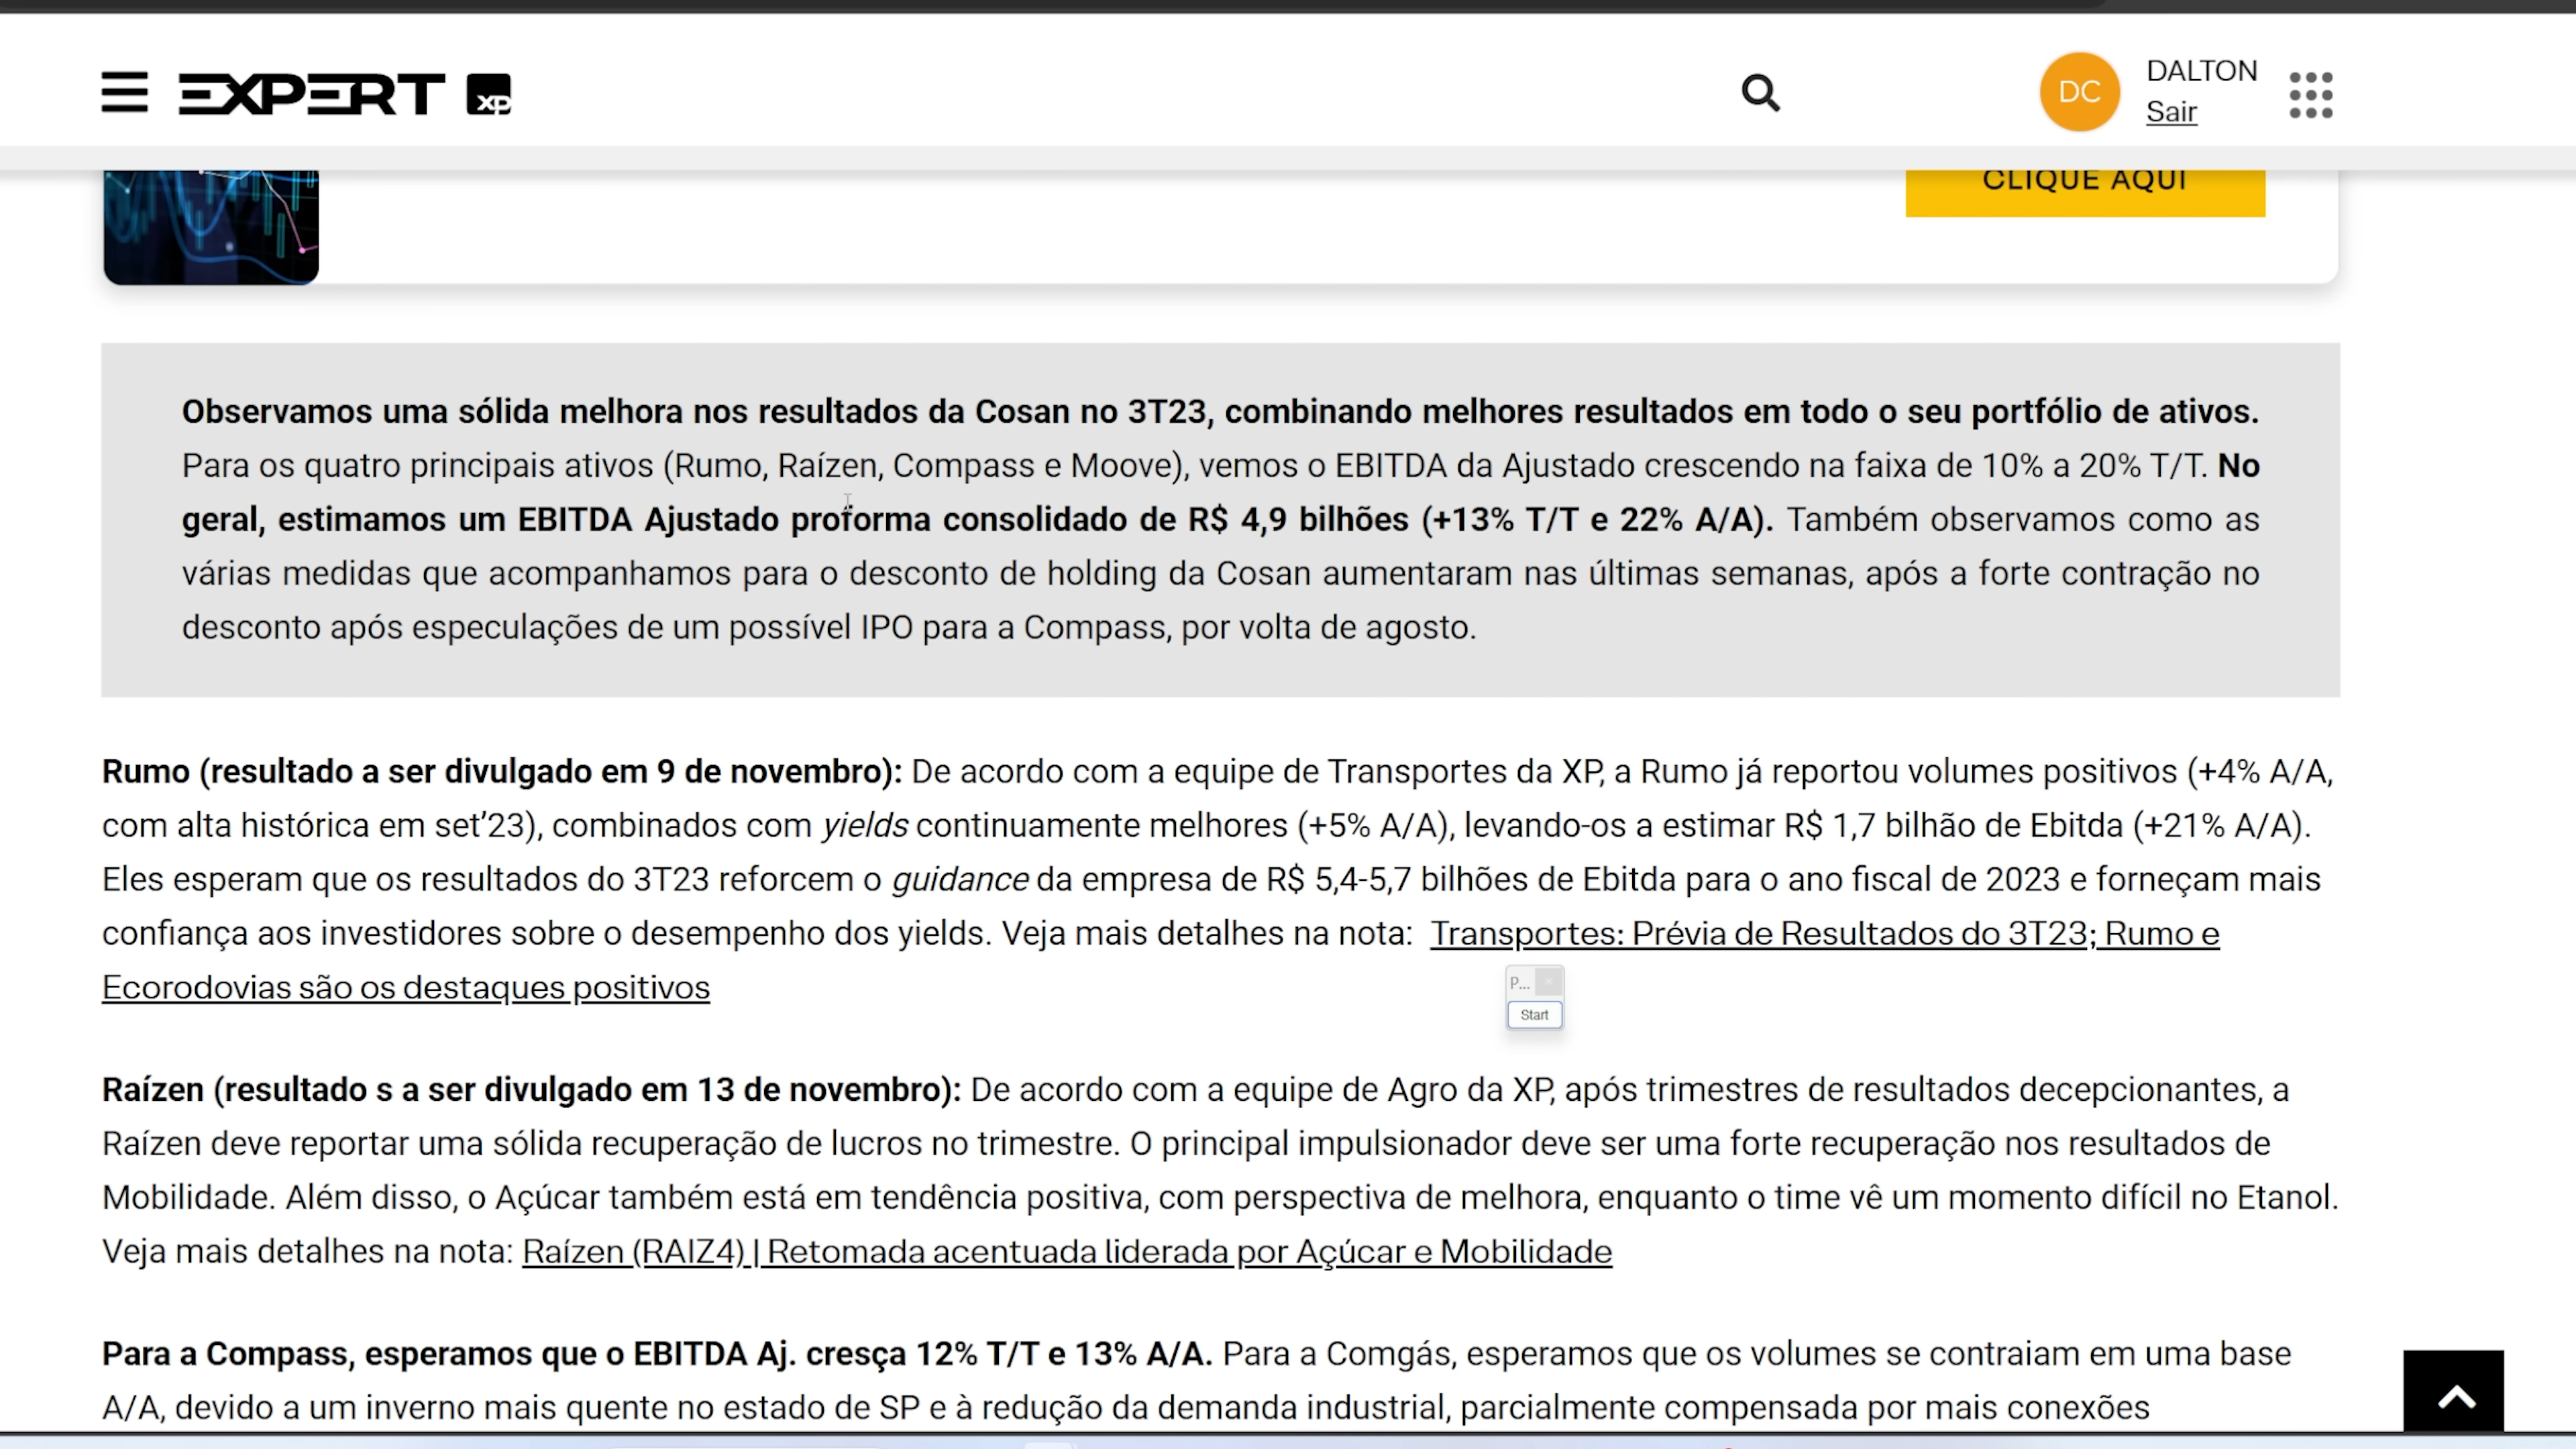 EXPERT xp
DC
DALTON
Sair
CLIQUE AQUI
Observamos uma sólida melhora nos resultados da Cosan no 3T23, combinando melhores resultados em todo o seu portfólio de ativos.
Para os quatro principais ativos (Rumo, Raízen, Compass e Moove), vemos o EBITDA da Ajustado crescendo na faixa de 10% a 20% T/T. No
geral, estimamos um EBITDA Ajustado proforma consolidado de R$ 4,9 bilhões (+13% T/T e 22% A/A). Também observamos como as
várias medidas que acompanhamos para o desconto de holding da Cosan aumentaram nas últimas semanas, após a forte contração no
desconto após especulações de um possível IPO para a Compass, por volta de agosto.
Rumo (resultado a ser divulgado em 9 de novembro): De acordo com a equipe de Transportes da XP, a Rumo já reportou volumes positivos (+4% A/A,
com alta histórica em set’23), combinados com yields continuamente melhores (+5% A/A), levando-os a estimar R$ 1,7 bilhão de Ebitda (+21% A/A).
Eles esperam que os resultados do 3T23 reforcem o guidance da empresa de R$ 5,4-5,7 bilhões de Ebitda para o ano fiscal de 2023 e forneçam mais
confiança aos investidores sobre o desempenho dos yields. Veja mais detalhes na nota: Transportes: Prévia de Resultados do 3T23; Rumo e
Ecorodovias são os destaques positivos
P...
Start
Raízen (resultado s a ser divulgado em 13 de novembro): De acordo com a equipe de Agro da XP, após trimestres de resultados decepcionantes, a
Raízen deve reportar uma sólida recuperação de lucros no trimestre. O principal impulsionador deve ser uma forte recuperação nos resultados de
Mobilidade. Além disso, o Açúcar também está em tendência positiva, com perspectiva de melhora, enquanto o time vê um momento difícil no Etanol.
Veja mais detalhes na nota: Raízen (RAIZ4) | Retomada acentuada liderada por Açúcar e Mobilidade
Para a Compass, esperamos que o EBITDA Aj. cresça 12% T/T e 13% A/A. Para a Comgás, esperamos que os volumes se contraiam em uma base
A/A, devido a um inverno mais quente no estado de SP e à redução da demanda industrial, parcialmente compensada por mais conexões